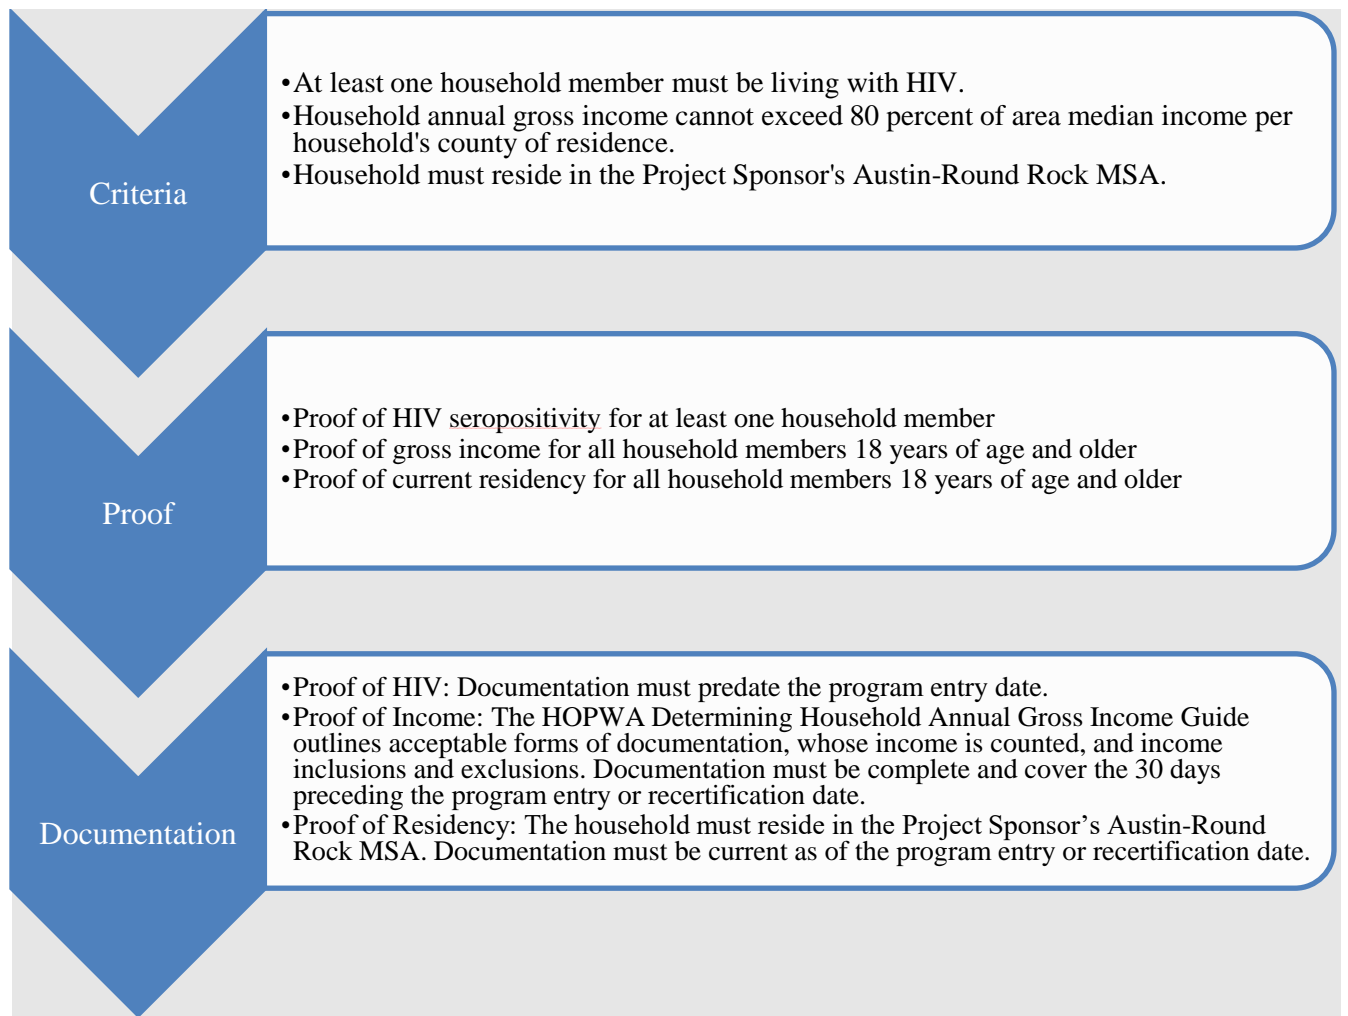 Criteria
•At least one household member must be living with HIV.
•Household annual gross income cannot exceed 80 percent of area median income per
household's county of residence.
•Household must reside in the Project Sponsor's Austin-Round Rock MSA.
Proof
•Proof of HIV seropositivity for at least one household member
•Proof of gross income for all household members 18 years of age and older
•Proof of current residency for all household members 18 years of age and older
Documentation
•Proof of HIV: Documentation must predate the program entry date.
•Proof of Income: The HOPWA Determining Household Annual Gross Income Guide
outlines acceptable forms of documentation, whose income is counted, and income
inclusions and exclusions. Documentation must be complete and cover the 30 days
preceding the program entry or recertification date.
•Proof of Residency: The household must reside in the Project Sponsor’s Austin-Round
Rock MSA. Documentation must be current as of the program entry or recertification date.